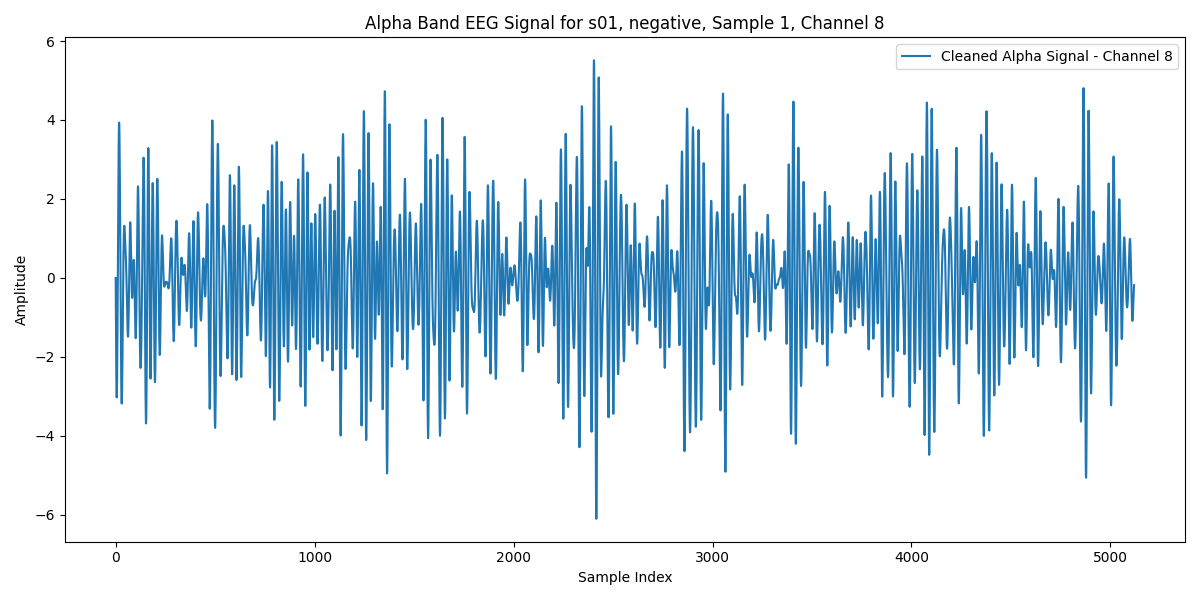 Alpha Band EEG Signal for s01, negative, Sample 1, Channel 8
Cleaned Alpha Signal - Channel 8
Amplitude
6
4
2
0
−2
−4
−6
0 1000 2000 3000 4000 5000
Sample Index